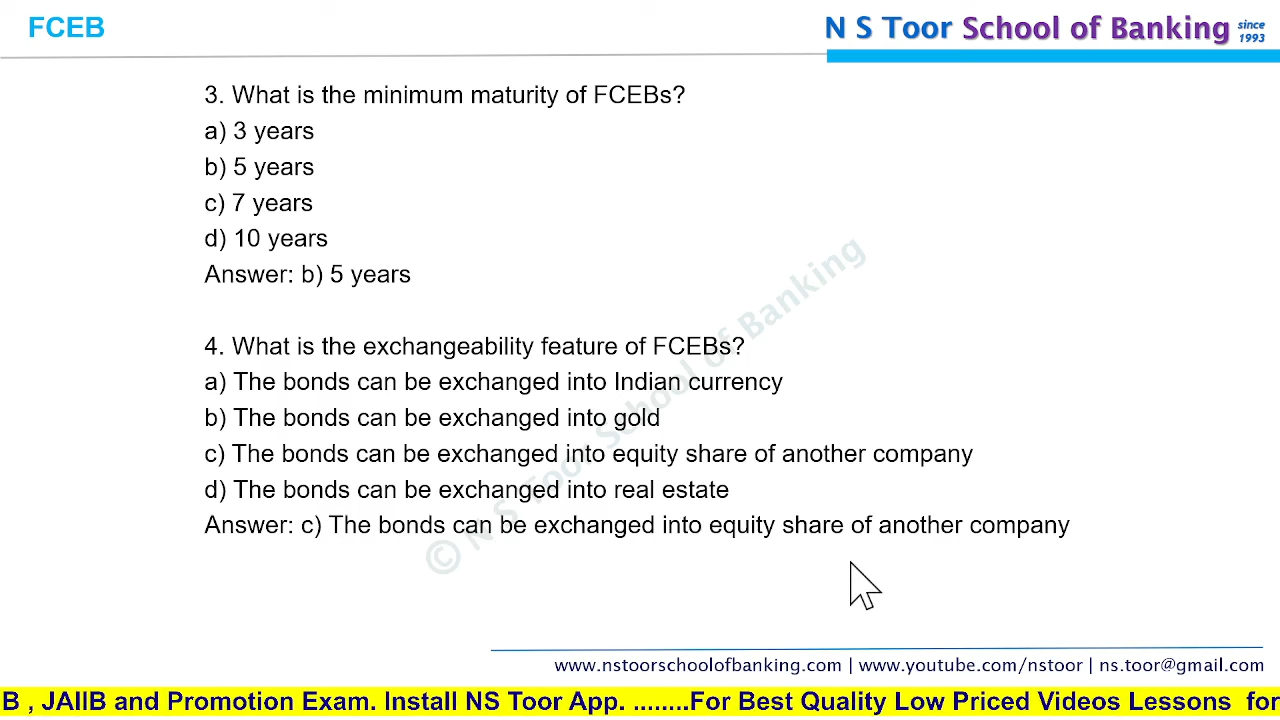 FCEB
N S Toor School of Banking since 1993
3. What is the minimum maturity of FCEBs?
a) 3 years
b) 5 years
c) 7 years
d) 10 years
Answer: b) 5 years
4. What is the exchangeability feature of FCEBs?
a) The bonds can be exchanged into Indian currency
b) The bonds can be exchanged into gold
c) The bonds can be exchanged into equity share of another company
d) The bonds can be exchanged into real estate
Answer: c) The bonds can be exchanged into equity share of another company
© N S Toor School of Banking
www.nstoorschoolofbanking.com | www.youtube.com/nstoor | ns.toor@gmail.com
B , JAIIB and Promotion Exam. Install NS Toor App. ........For Best Quality Low Priced Videos Lessons for